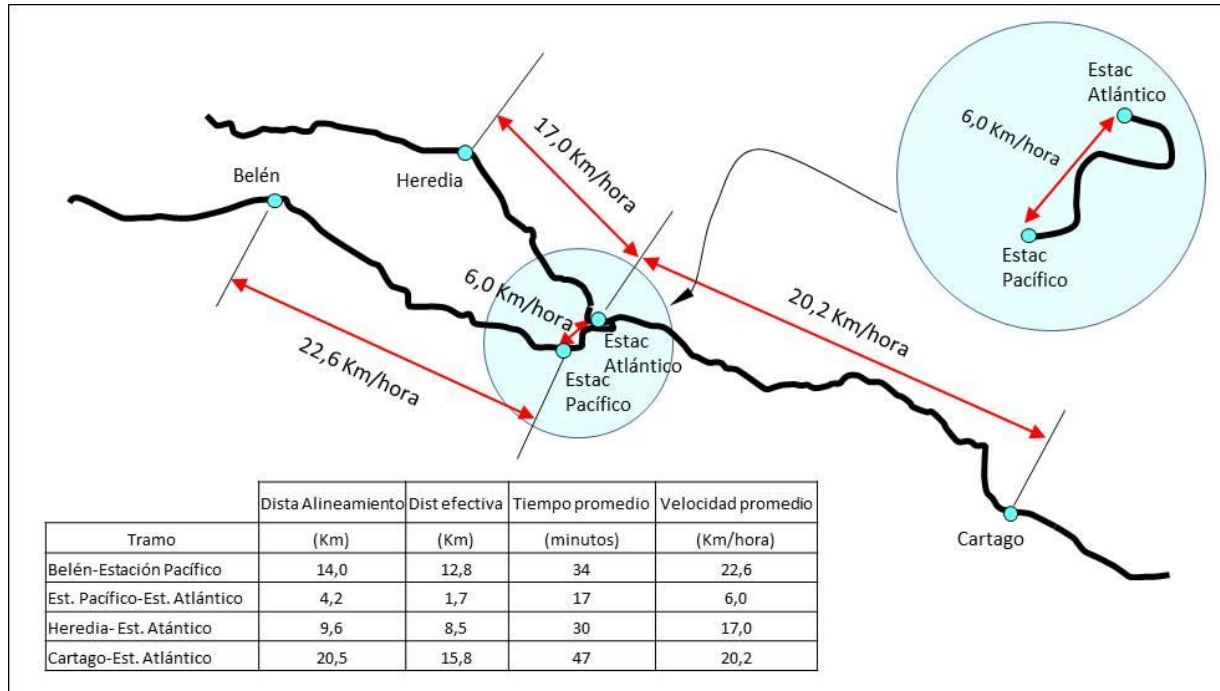 Estac
Atlántico
6,0 Km/hora
Estac
Pacífico
17,0 Km/hora
Belén
Heredia
6,0 Km/hora
20,2 Km/hora
Estac
Atlántico
22,6 Km/hora
Estac
Pacífico
Cartago
Dista Alineamiento Dist efectiva Tiempo promedio Velocidad promedio
Tramo (Km) (Km) (minutos) (Km/hora)
Belén-Estación Pacífico 14,0 12,8 34 22,6
Est. Pacífico-Est. Atlántico 4,2 1,7 17 6,0
Heredia- Est. Atántico 9,6 8,5 30 17,0
Cartago-Est. Atlántico 20,5 15,8 47 20,2